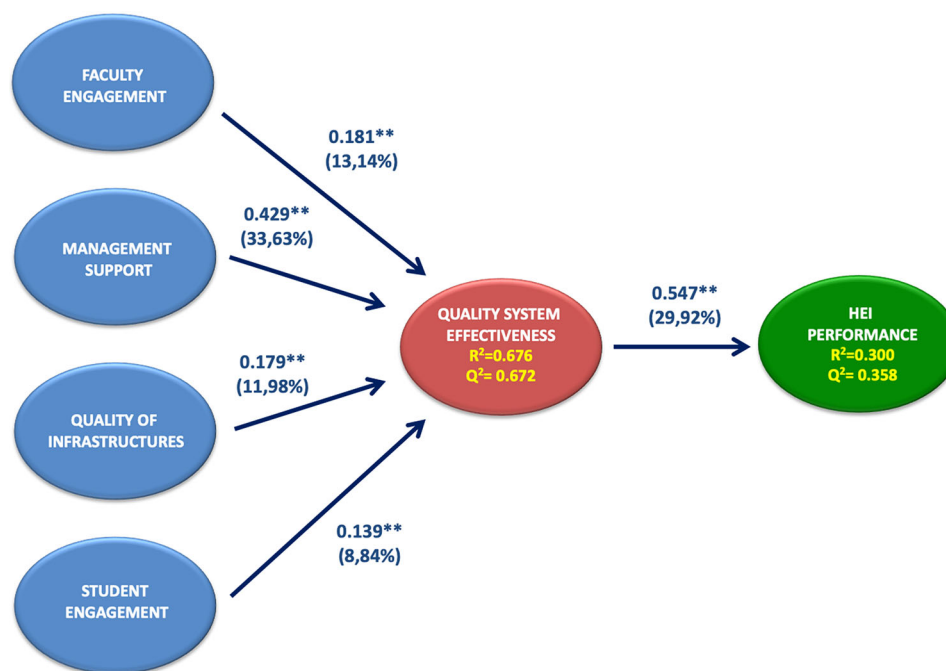 FACULTY
ENGAGEMENT
0.181**
(13,14%)
MANAGEMENT
SUPPORT
0.429**
(33,63%)
QUALITY SYSTEM
EFFECTIVENESS
R²=0.676
Q²= 0.672
0.547**
(29,92%)
HEI
PERFORMANCE
R²=0.300
Q²= 0.358
QUALITY OF
INFRASTRUCTURES
0.179**
(11,98%)
STUDENT
ENGAGEMENT
0.139**
(8,84%)